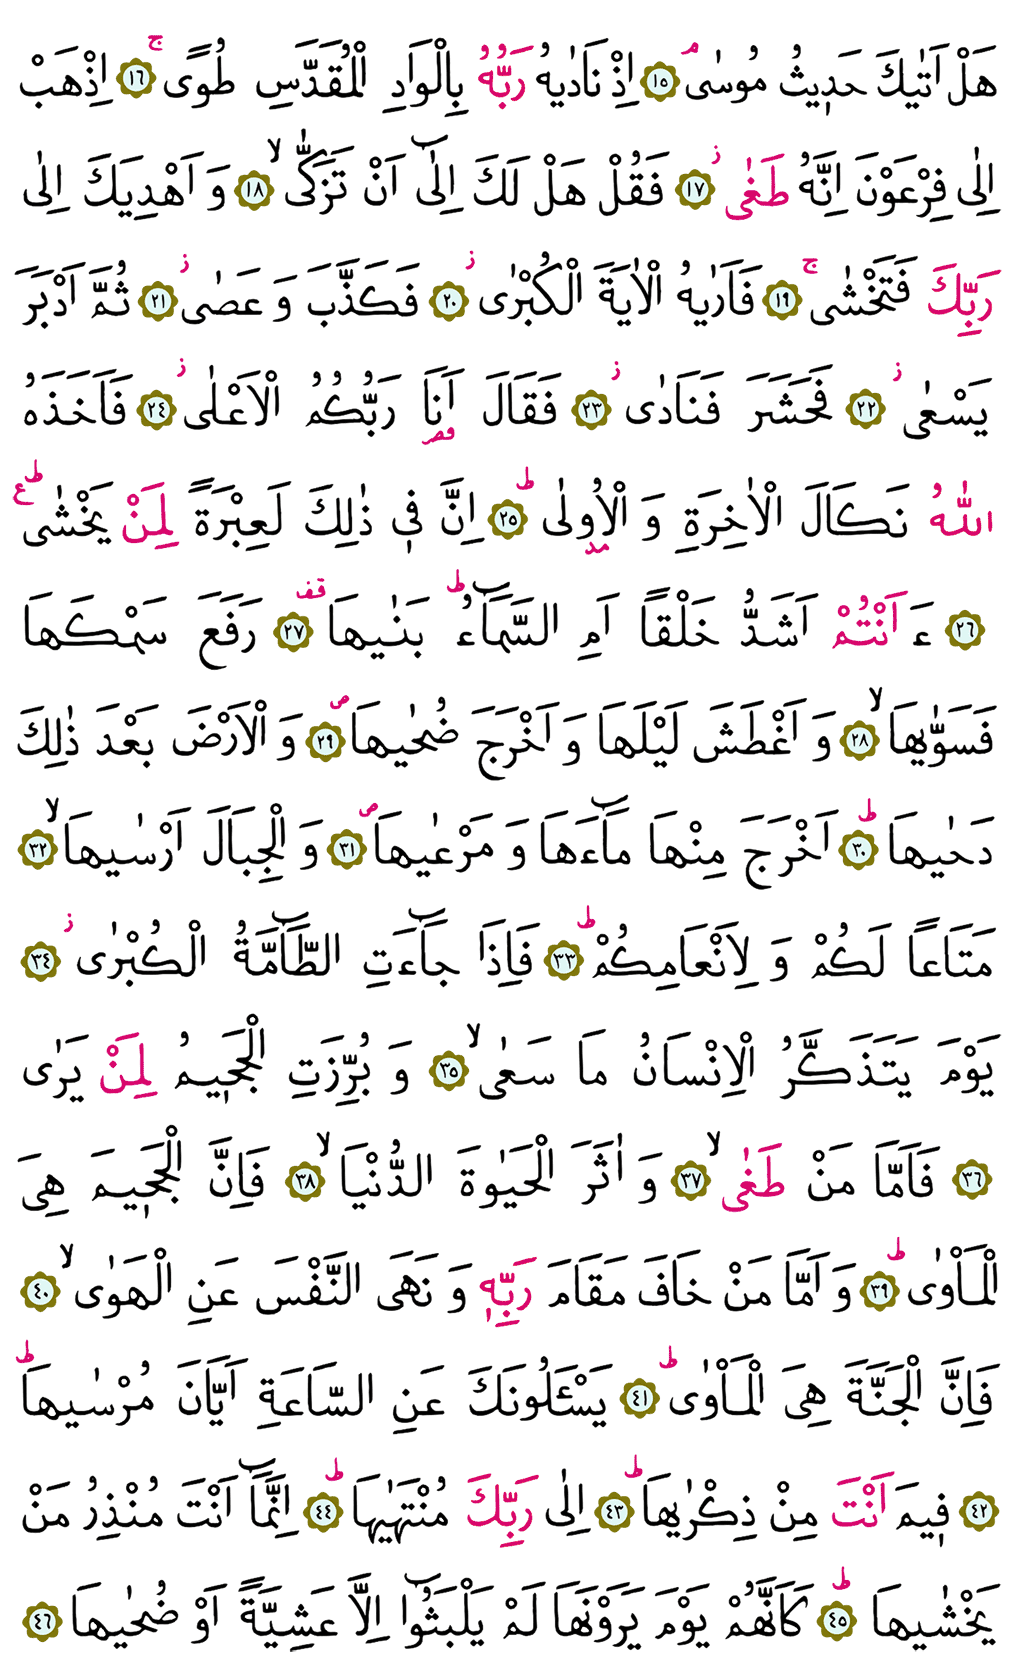 هَلْ اَتٰيكَ حَد۪يثُ مُوسٰىۢ ﴿١٥﴾ اِذْ نَادٰيهُ رَبُّهُ بِالْوَادِ الْمُقَدَّسِ طُوًىۚ ﴿١٦﴾ اِذْهَبْ
اِلٰى فِرْعَوْنَ اِنَّهُ طَغٰىۘ ز ﴿١٧﴾ فَقُلْ هَلْ لَكَ اِلٰٓى اَنْ تَزَكّٰىۙ ﴿١٨﴾ وَ اَهْدِيَكَ اِلٰى
رَبِّكَ فَتَخْشٰىۚ ﴿١٩﴾ فَاَرٰيهُ الْاٰيَةَ الْكُبْرٰى ز ﴿٢٠﴾ فَكَذَّبَ وَ عَصٰى ز ﴿٢١﴾ ثُمَّ اَدْبَرَ
يَسْعٰى ز ﴿٢٢﴾ فَحَشَرَ فَنَادٰى ز ﴿٢٣﴾ فَقَالَ اَنَا۬ قصر رَبُّكُمُ الْاَعْلٰى ز ﴿٢٤﴾ فَاَخَذَهُ
اللّٰهُ نَكَالَ الْاٰخِرَةِ وَ الْاُو۫لٰى مد ط ﴿٢٥﴾ اِنَّ ف۪ي ذٰلِكَ لَعِبْرَةً لِمَنْ يَخْشٰى ط ع
﴿٢٦﴾ ءَ اَنْتُمْ اَشَدُّ خَلْقًا اَمِ السَّمَٓاءُ ط بَنٰيهَا قف ﴿٢٧﴾ رَفَعَ سَمْكَهَا
فَسَوّٰيهَاۙ ﴿٢٨﴾ وَ اَغْطَشَ لَيْلَهَا وَ اَخْرَجَ ضُحٰيهَا ص ﴿٢٩﴾ وَ الْاَرْضَ بَعْدَ ذٰلِكَ
دَحٰيهَا ط ﴿٣٠﴾ اَخْرَجَ مِنْهَا مَٓاءَهَا وَ مَرْعٰيهَا ص ﴿٣١﴾ وَ الْجِبَالَ اَرْسٰيهَاۙ ﴿٣٢﴾
مَتَاعًا لَكُمْ وَ لِاَنْعَامِكُمْ ط ﴿٣٣﴾ فَاِذَا جَٓاءَتِ الطَّٓامَّةُ الْكُبْرٰى ز ﴿٣٤﴾
يَوْمَ يَتَذَكَّرُ الْاِنْسَانُ مَا سَعٰىۙ ﴿٣٥﴾ وَ بُرِّزَتِ الْجَح۪يمُ لِمَنْ يَرٰى
﴿٣٦﴾ فَاَمَّا مَنْ طَغٰىۙ ﴿٣٧﴾ وَ اٰثَرَ الْحَيٰوةَ الدُّنْيَاۙ ﴿٣٨﴾ فَاِنَّ الْجَح۪يمَ هِيَ
الْمَأْوٰى ط ﴿٣٩﴾ وَ اَمَّا مَنْ خَافَ مَقَامَ رَبِّه۪ وَ نَهَى النَّفْسَ عَنِ الْهَوٰىۙ ﴿٤٠﴾
فَاِنَّ الْجَنَّةَ هِيَ الْمَأْوٰى ط ﴿٤١﴾ يَسْـَٔلُونَكَ عَنِ السَّاعَةِ اَيَّانَ مُرْسٰيهَا ط
﴿٤٢﴾ ف۪يمَ اَنْتَ مِنْ ذِكْرٰيهَا ط ﴿٤٣﴾ اِلٰى رَبِّكَ مُنْتَهٰيهَا ط ﴿٤٤﴾ اِنَّمَٓا اَنْتَ مُنْذِرُ مَنْ
يَخْشٰيهَا ط ﴿٤٥﴾ كَاَنَّهُمْ يَوْمَ يَرَوْنَهَا لَمْ يَلْبَثُٓوا اِلَّا عَشِيَّةً اَوْ ضُحٰيهَا ﴿٤٦﴾